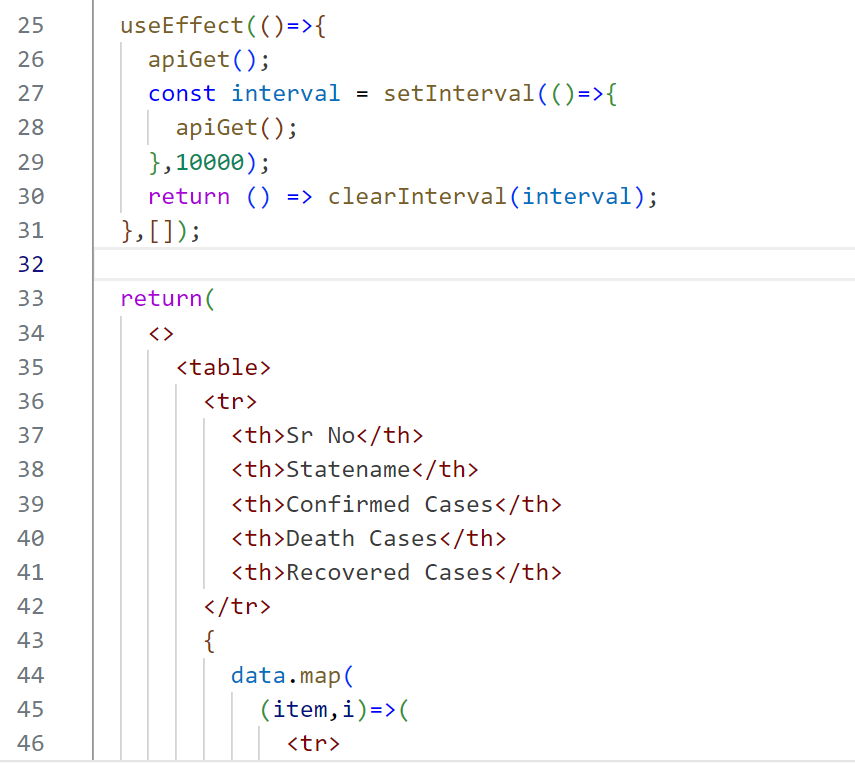 25 useEffect(()=>{
26 apiGet();
27 const interval = setInterval(()=>{
28 apiGet();
29 },10000);
30 return () => clearInterval(interval);
31 },[]);
32
33 return(
34 <>
35 <table>
36 <tr>
37 <th>Sr No</th>
38 <th>Statename</th>
39 <th>Confirmed Cases</th>
40 <th>Death Cases</th>
41 <th>Recovered Cases</th>
42 </tr>
43 {
44 data.map(
45 (item,i)=>(
46 <tr>